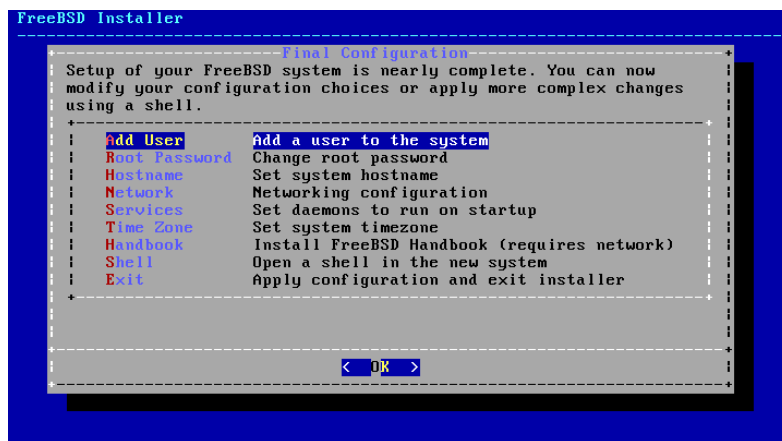 FreeBSD Installer
Final Configuration
Setup of your FreeBSD system is nearly complete. You can now
modify your configuration choices or apply more complex changes
using a shell.
Add User Add a user to the system
Root Password Change root password
Hostname Set system hostname
Network Networking configuration
Services Set daemons to run on startup
Time Zone Set system timezone
Handbook Install FreeBSD Handbook (requires network)
Shell Open a shell in the new system
Exit Apply configuration and exit installer
< OK >